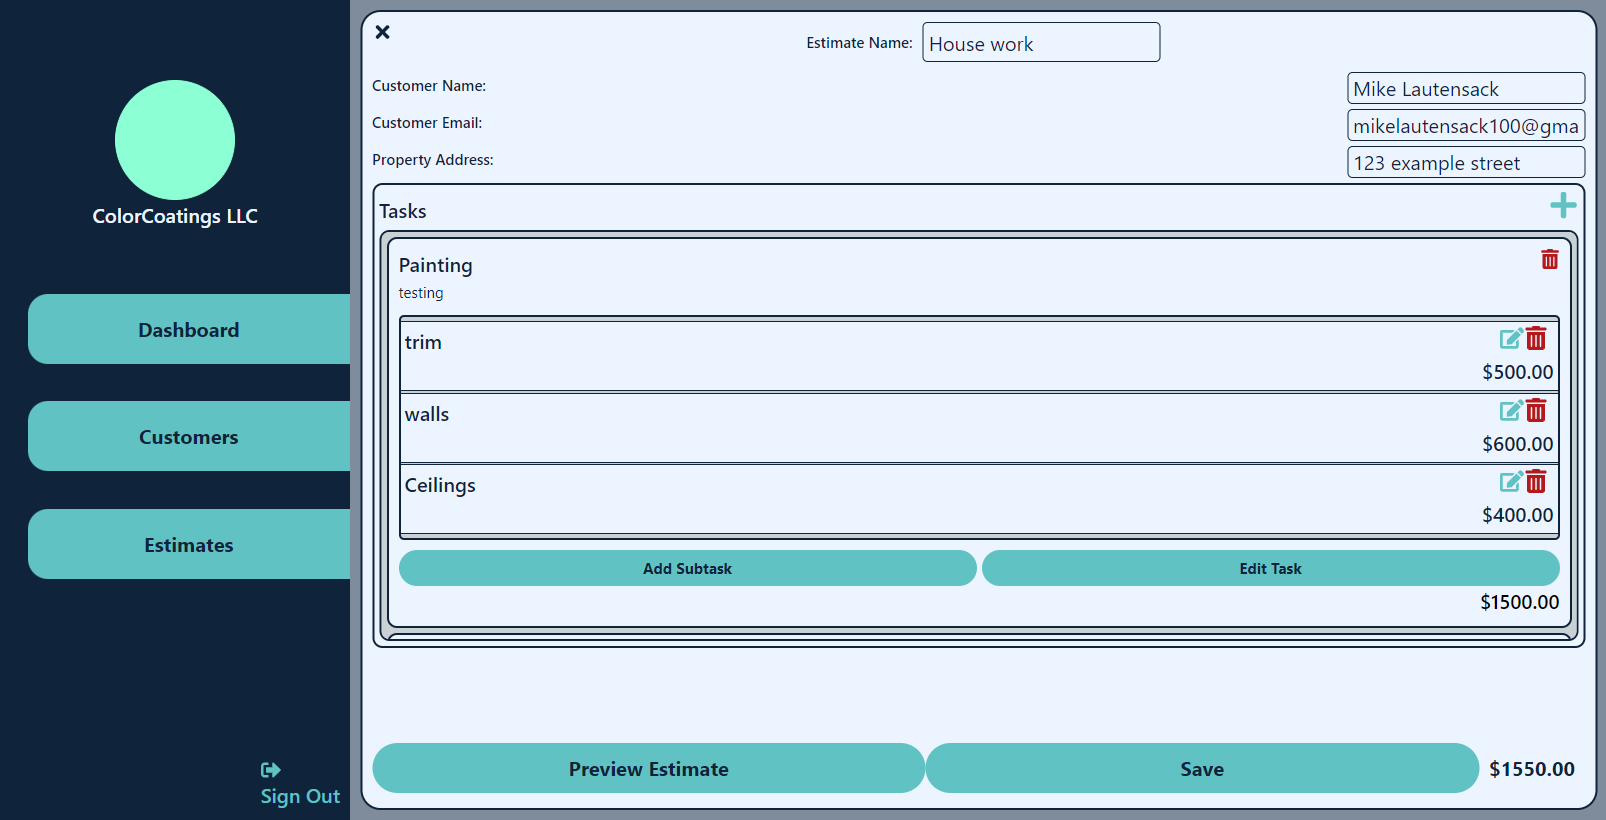 ColorCoatings LLC
Dashboard
Customers
Estimates
Sign Out
Estimate Name: House work
Customer Name: Mike Lautensack
Customer Email: mikelautensack100@gma
Property Address: 123 example street
Tasks
Painting
testing
trim
$500.00
walls
$600.00
Ceilings
$400.00
Add Subtask Edit Task
$1500.00
Preview Estimate Save $1550.00